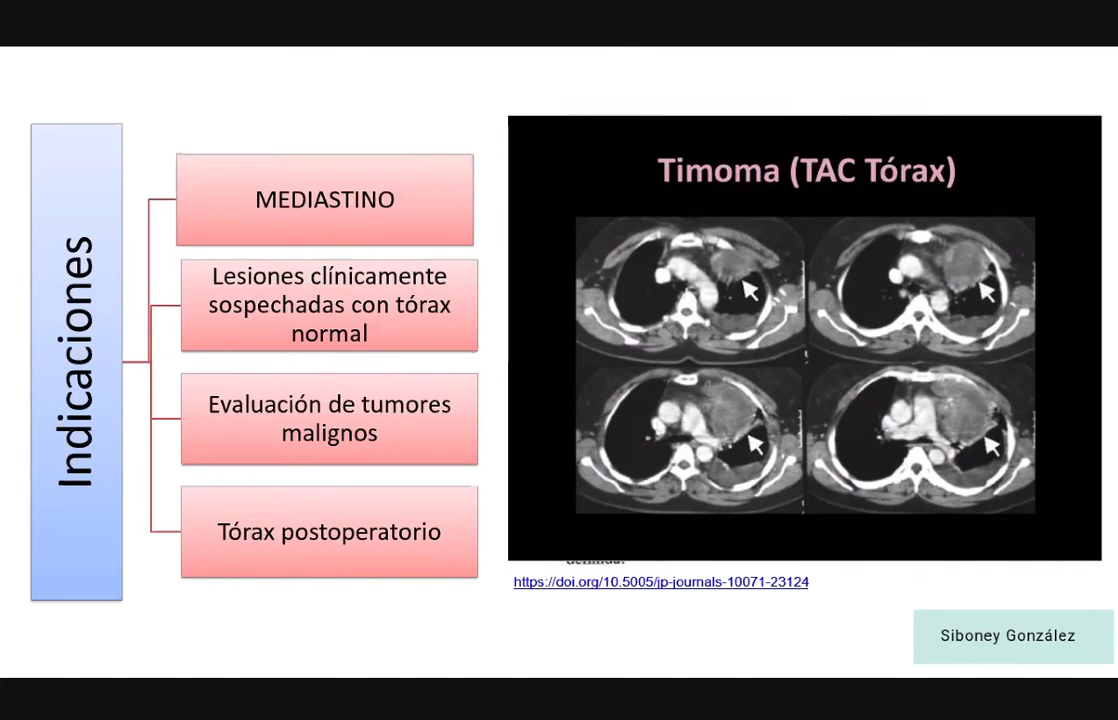 Indicaciones
MEDIASTINO
Lesiones clínicamente
sospechadas con tórax
normal
Evaluación de tumores
malignos
Tórax postoperatorio
Timoma (TAC Tórax)
https://doi.org/10.5005/jp-journals-10071-23124
Siboney González